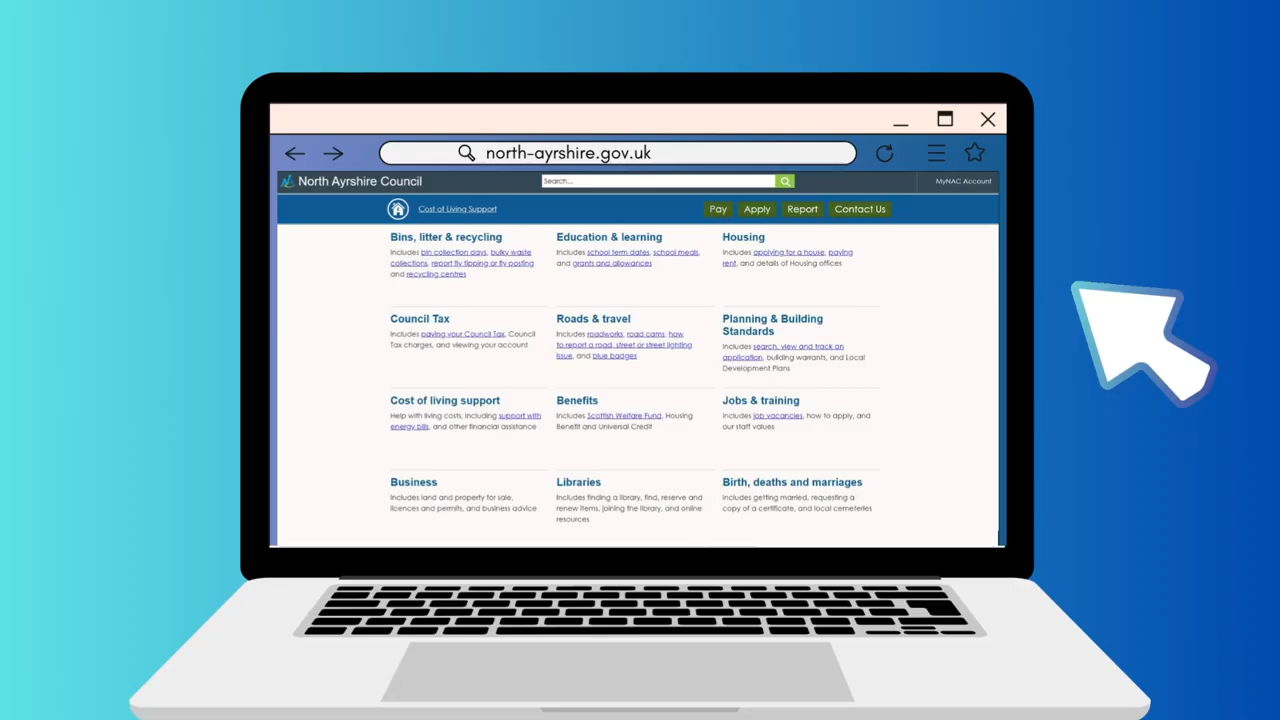 north-ayrshire.gov.uk
North Ayrshire Council
Search...
MyNAC Account
Cost of Living Support
Pay
Apply
Report
Contact Us
Bins, litter & recycling
Includes bin collection days, bulky waste
collections, report fly tipping or fly posting
and recycling centres
Education & learning
Includes school term dates, school meals,
and grants and allowances
Housing
Includes applying for a house, paying
rent, and details of Housing offices
Council Tax
Includes paying your Council Tax, Council
Tax charges, and viewing your account
Roads & travel
Includes roadworks, road cams, how
to report a road, street or street lighting
issue, and blue badges
Planning & Building
Standards
Includes search, view and track an
application, building warrants, and Local
Development Plans
Cost of living support
Help with living costs, including support with
energy bills, and other financial assistance
Benefits
Includes Scottish Welfare Fund, Housing
Benefit and Universal Credit
Jobs & training
Includes job vacancies, how to apply, and
our staff values
Business
Includes land and property for sale,
licences and permits, and business advice
Libraries
Includes finding a library, find, reserve and
renew items, joining the library, and online
resources
Birth, deaths and marriages
Includes getting married, requesting a
copy of a certificate, and local cemeteries